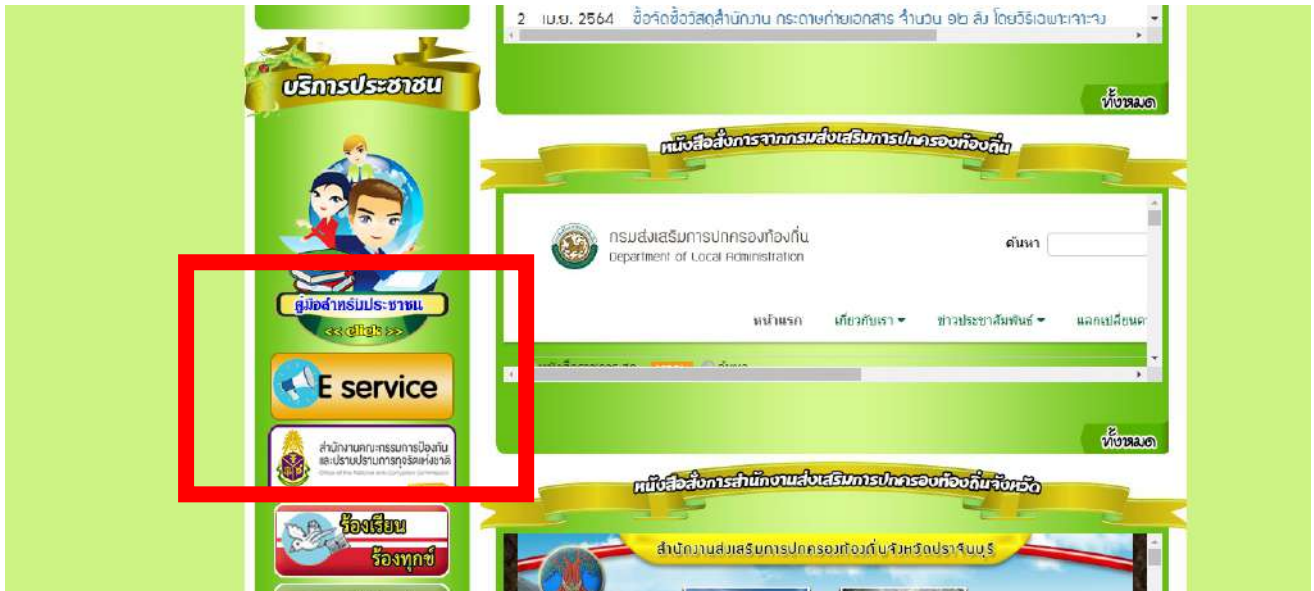 2 เม.ย. 2564 ซื้อจัดซื้อวัสดุสำนักงาน กระดาษถ่ายเอกสาร จำนวน ๑๒ ลัง โดยวิธีเฉพาะเจาะจง
ทั้งหมด
บริการประชาชน
คู่มือสำหรับประชาชน
<< click >>
E service
สำนักงานคณะกรรมการป้องกัน
และปราบปรามการทุจริตแห่งชาติ
Office of the National Anti-Corruption Commission
ร้องเรียน
ร้องทุกข์
หนังสือสั่งการจากกรมส่งเสริมการปกครองท้องถิ่น
กรมส่งเสริมการปกครองท้องถิ่น
Department of Local Administration
ค้นหา
หน้าแรก เกี่ยวกับเรา ข่าวประชาสัมพันธ์
ทั้งหมด
หนังสือสั่งการสำนักงานส่งเสริมการปกครองท้องถิ่นจังหวัด
สำนักงานส่งเสริมการปกครองท้องถิ่นจังหวัดปราจีนบุรี